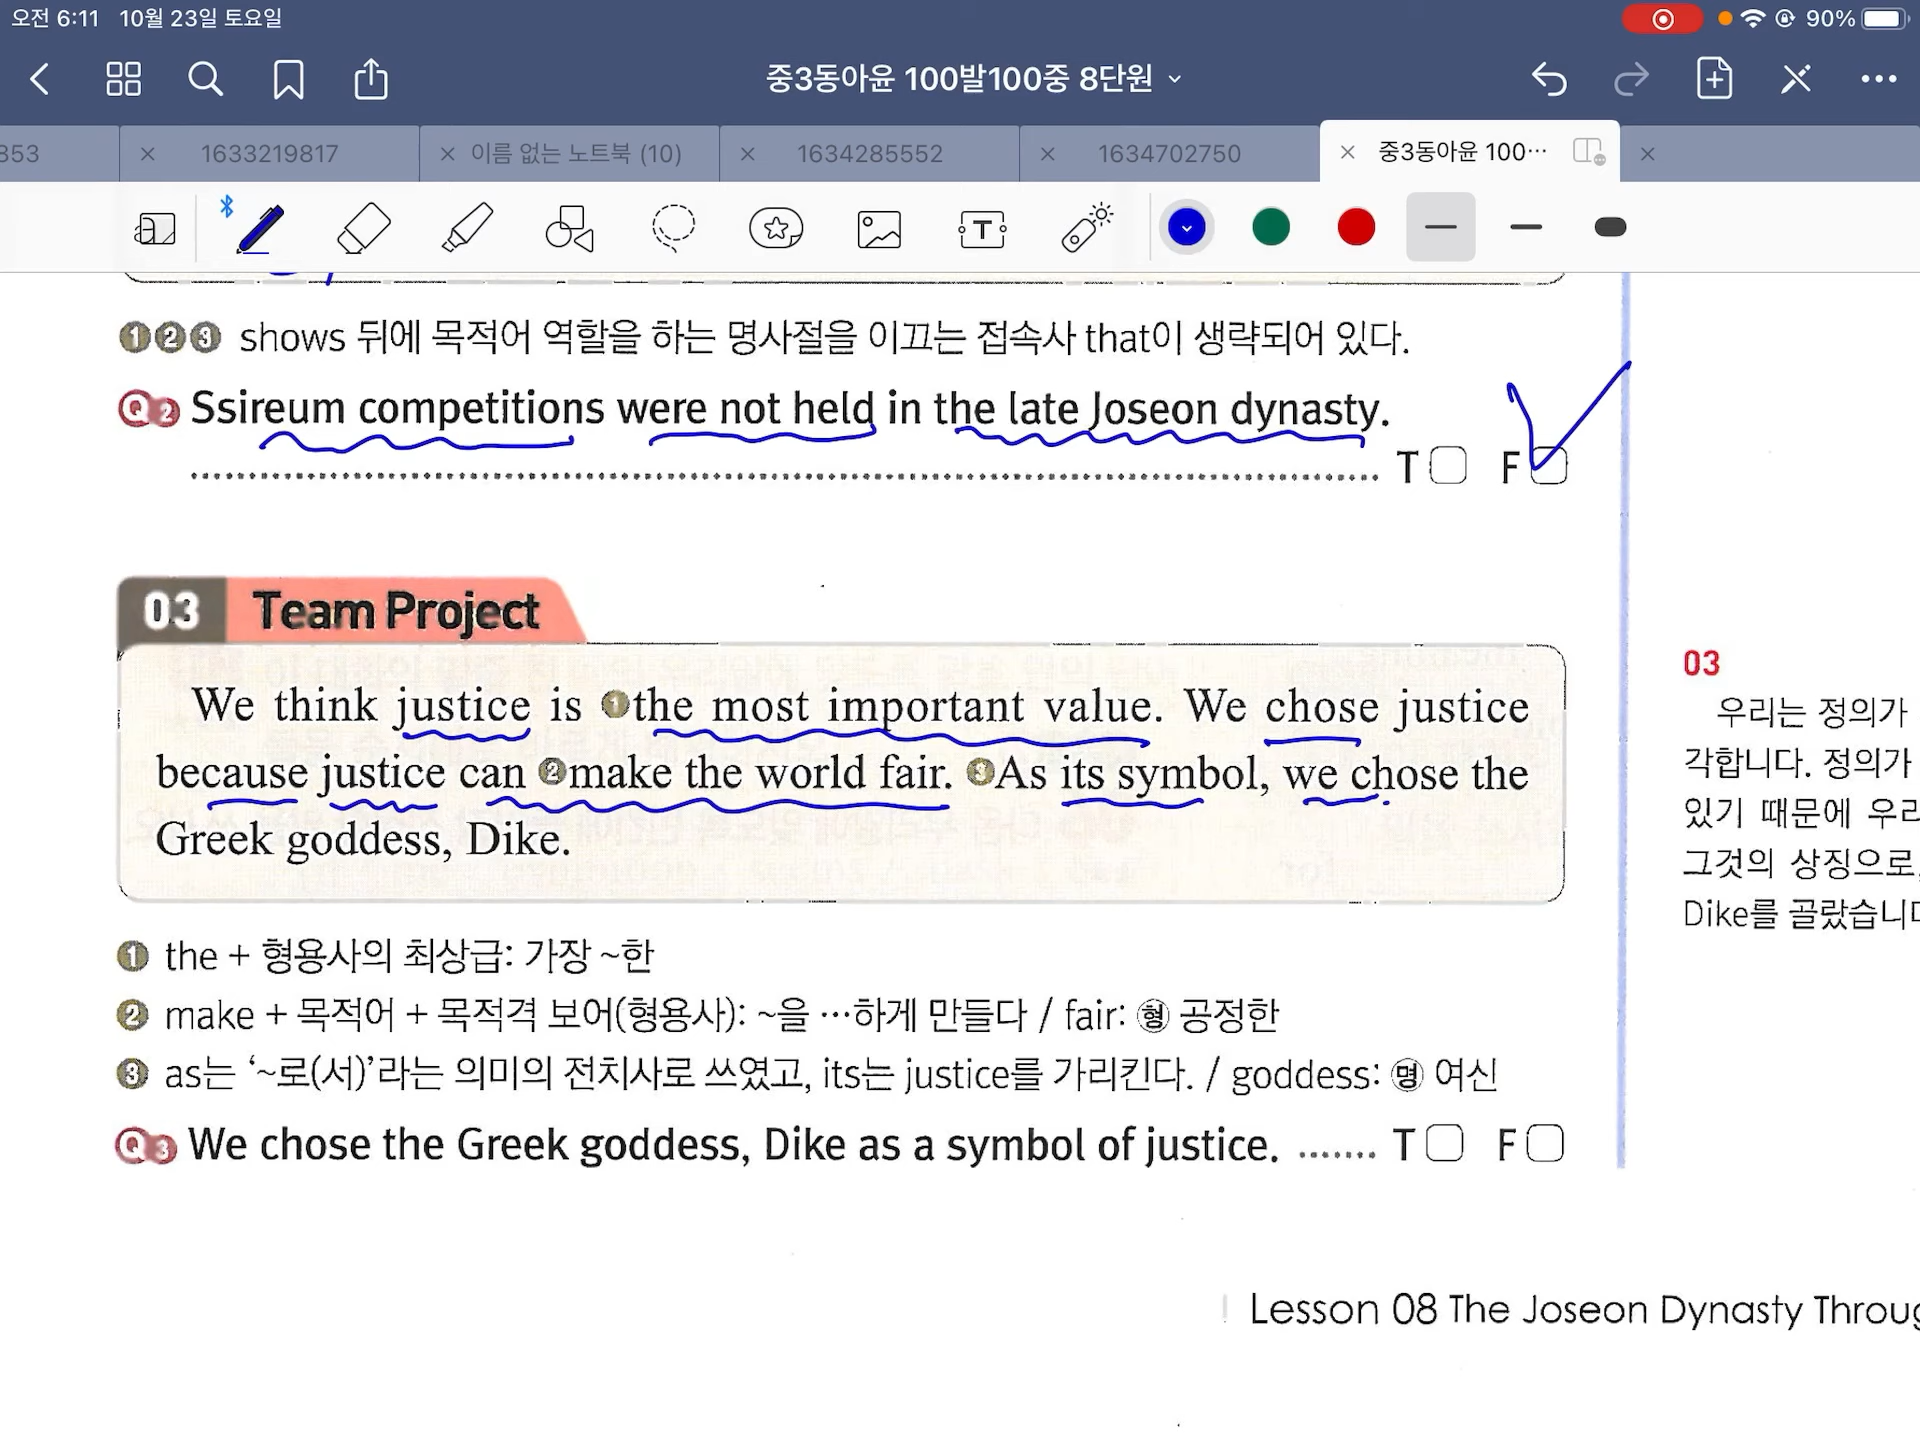 오전 6:11 10월 23일 토요일
90%
중3동아윤 100발100중 8단원
853
1633219817
이름 없는 노트북 (10)
1634285552
1634702750
중3동아윤 100…
❶❷❸ shows 뒤에 목적어 역할을 하는 명사절을 이끄는 접속사 that이 생략되어 있다.
Q2 Ssireum competitions were not held in the late Joseon dynasty.
T F
03 Team Project
We think justice is ❶the most important value. We chose justice
because justice can ❷make the world fair. ❸As its symbol, we chose the
Greek goddess, Dike.
❶ the + 형용사의 최상급: 가장 ~한
❷ make + 목적어 + 목적격 보어(형용사): ~을 …하게 만들다 / fair: 형 공정한
❸ as는 ‘~로(서)’라는 의미의 전치사로 쓰였고, its는 justice를 가리킨다. / goddess: 명 여신
Q3 We chose the Greek goddess, Dike as a symbol of justice. ....... T F
03
우리는 정의가
각합니다. 정의가
있기 때문에 우리
그것의 상징으로,
Dike를 골랐습니다
Lesson 08 The Joseon Dynasty Throug